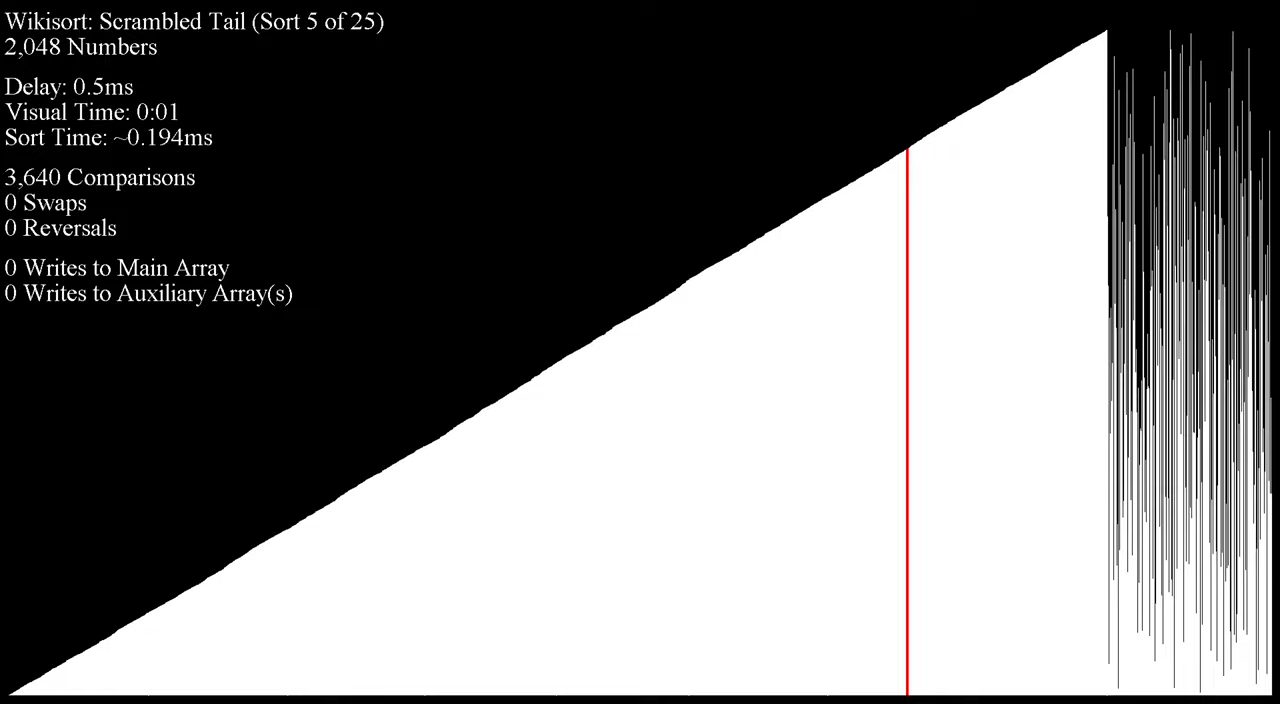 Wikisort: Scrambled Tail (Sort 5 of 25)
2,048 Numbers
Delay: 0.5ms
Visual Time: 0:01
Sort Time: ~0.194ms
3,640 Comparisons
0 Swaps
0 Reversals
0 Writes to Main Array
0 Writes to Auxiliary Array(s)